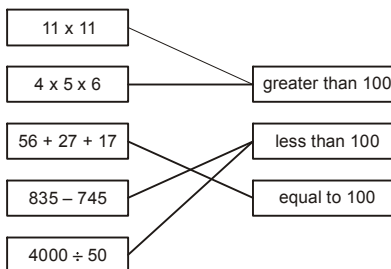 11 x 11
4 x 5 x 6
greater than 100
56 + 27 + 17
less than 100
835 – 745
equal to 100
4000 ÷ 50